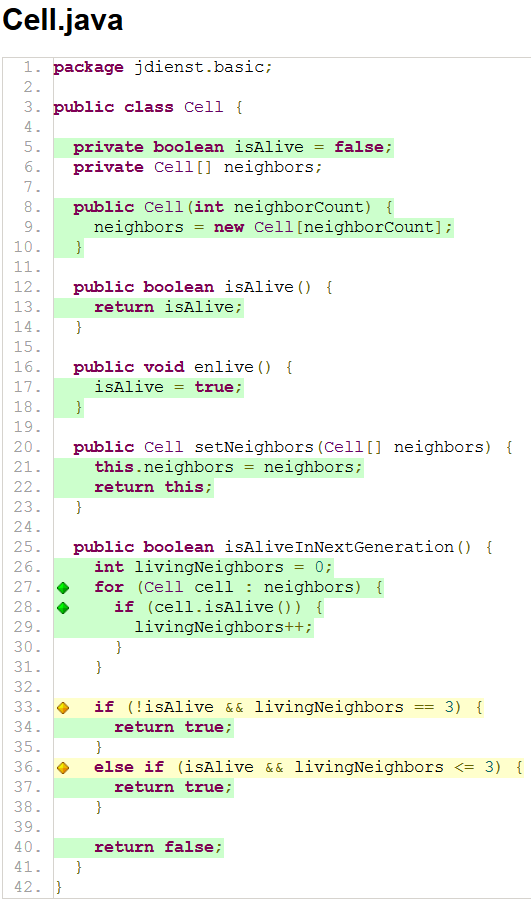 Cell.java
1. package jdienst.basic;
2.
3. public class Cell {
4.
5. private boolean isAlive = false;
6. private Cell[] neighbors;
7.
8. public Cell(int neighborCount) {
9. neighbors = new Cell[neighborCount];
10. }
11.
12. public boolean isAlive() {
13. return isAlive;
14. }
15.
16. public void enlive() {
17. isAlive = true;
18. }
19.
20. public Cell setNeighbors(Cell[] neighbors) {
21. this.neighbors = neighbors;
22. return this;
23. }
24.
25. public boolean isAliveInNextGeneration() {
26. int livingNeighbors = 0;
27. for (Cell cell : neighbors) {
28. if (cell.isAlive()) {
29. livingNeighbors++;
30. }
31. }
32.
33. if (!isAlive && livingNeighbors == 3) {
34. return true;
35. }
36. else if (isAlive && livingNeighbors <= 3) {
37. return true;
38. }
39.
40. return false;
41. }
42. }